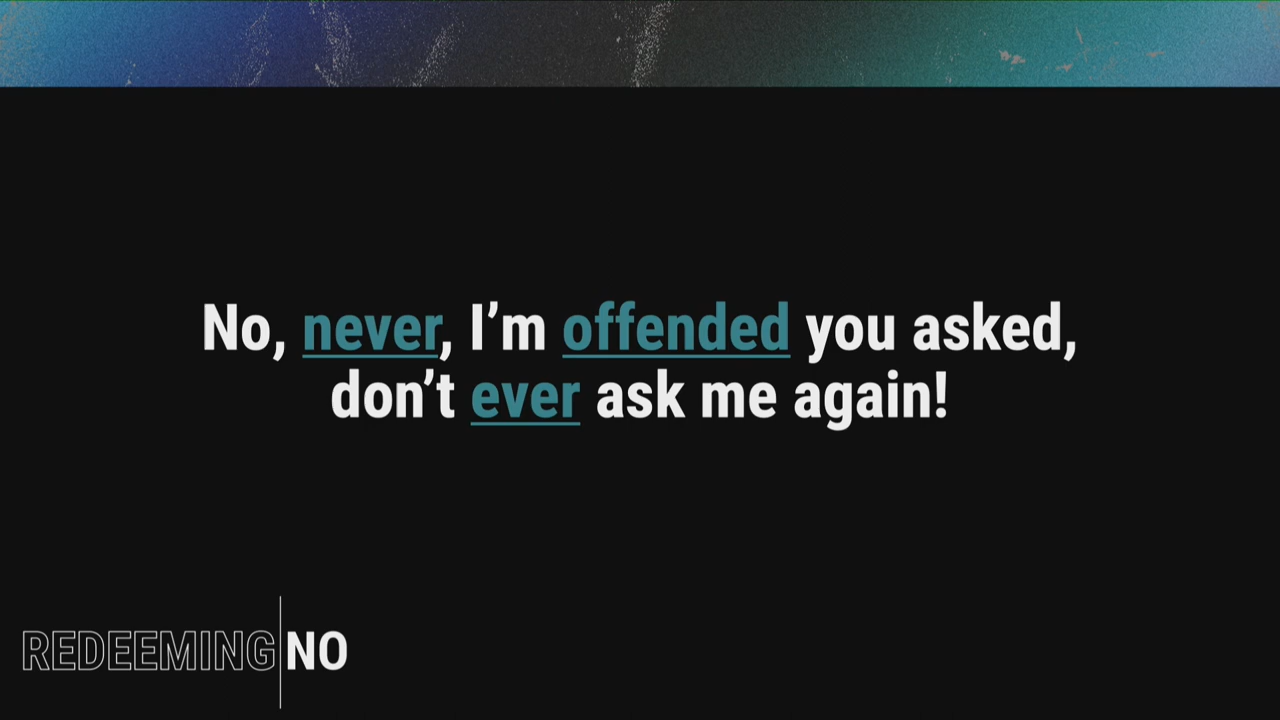 No, never, I’m offended you asked,
don’t ever ask me again!
REDEEMING NO